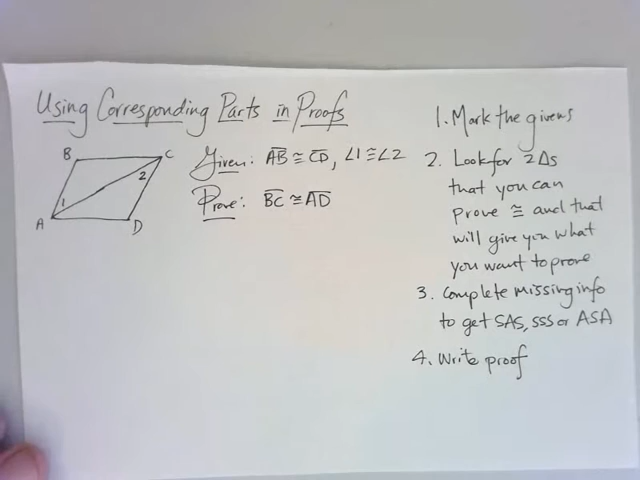 Using Corresponding Parts in Proofs
B C
1 2
A D
Given: AB ≅ CD, ∠1 ≅ ∠2
Prove: BC ≅ AD
1. Mark the givens
2. Look for 2 Δs
that you can
prove ≅ and that
will give you what
you want to prove
3. Complete missing info
to get SAS, SSS or ASA
4. Write proof